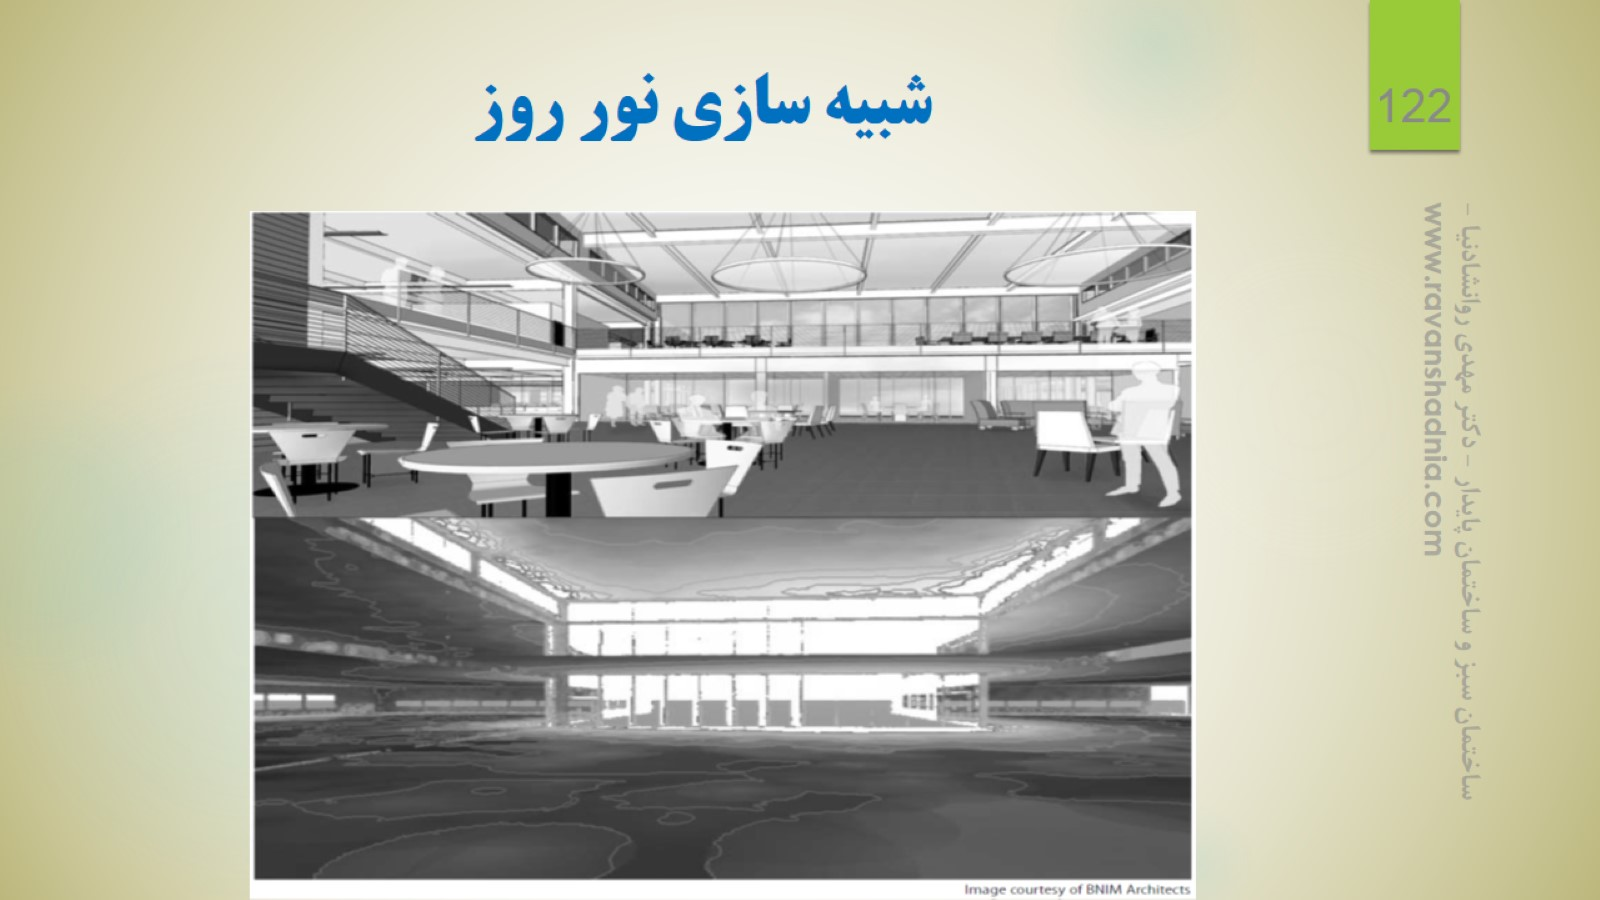 122
شبیه سازی نور روز
ساختمان سبز و ساختمان پایدار – دکتر مهدی روانشادنیا –
www.ravanshadnia.com
Image courtesy of BNIM Architects